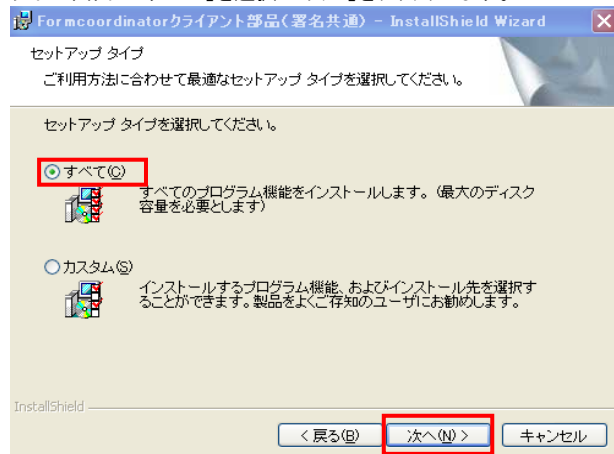 Formcoordinatorクライアント部品(署名共通) - InstallShield Wizard
セットアップ タイプ
ご利用方法に合わせて最適なセットアップ タイプを選択してください。
セットアップ タイプを選択してください。
すべて(C)
すべてのプログラム機能をインストールします。(最大のディスク
容量を必要とします)
カスタム(S)
インストールするプログラム機能、およびインストール先を選択す
ることができます。製品をよくご存知のユーザにお勧めします。
InstallShield
< 戻る(B) 次へ(N) > キャンセル